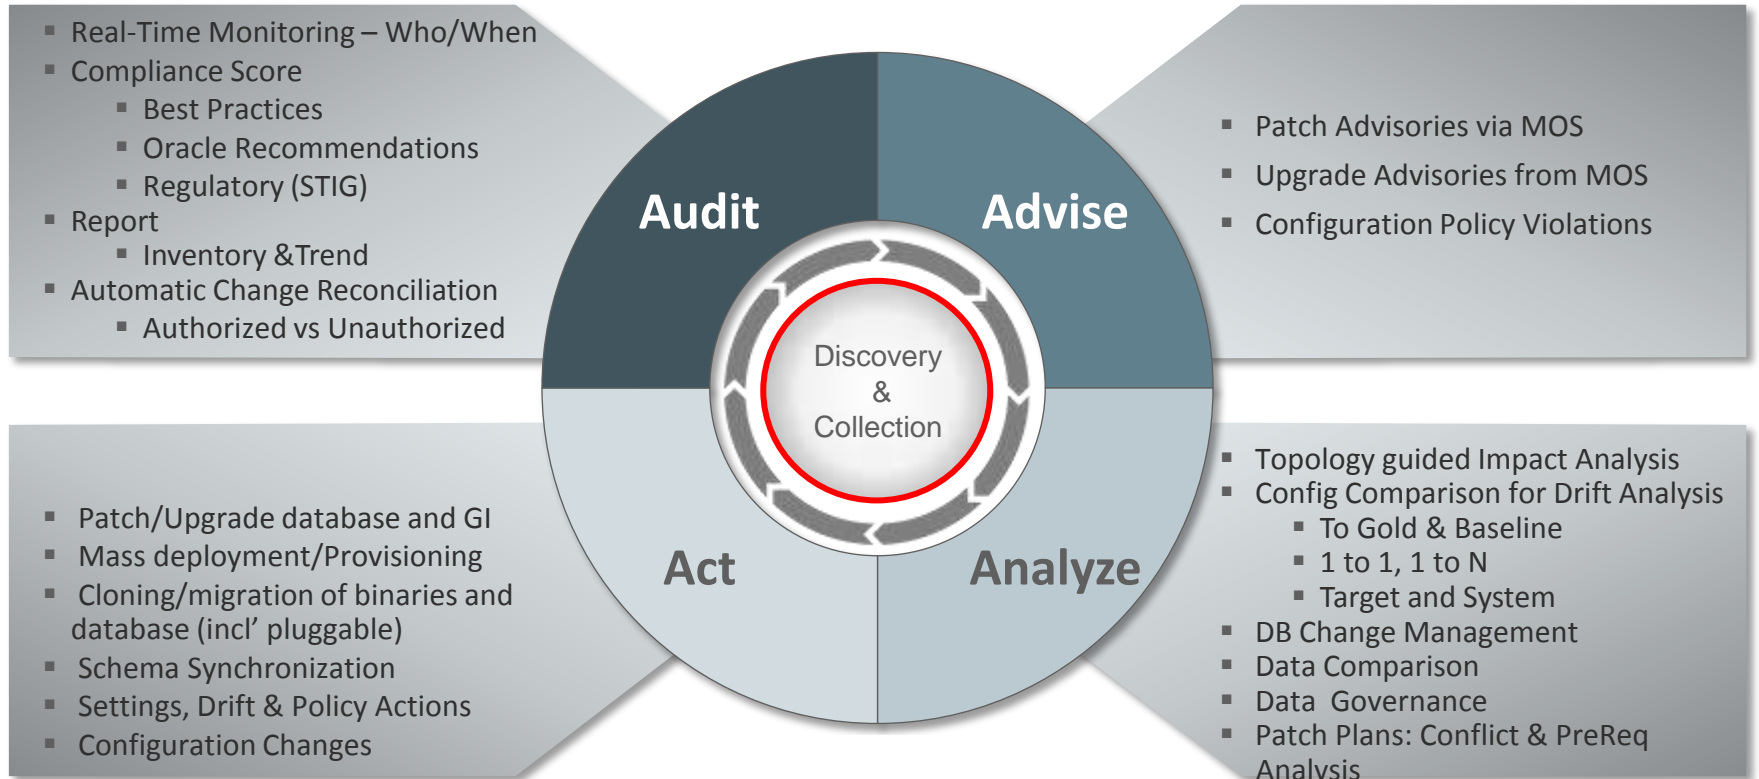 Real-Time Monitoring – Who/When
Compliance Score
Best Practices
Oracle Recommendations
Regulatory (STIG)
Report
Inventory &Trend
Automatic Change Reconciliation
Authorized vs Unauthorized
Audit
Advise
Patch Advisories via MOS
Upgrade Advisories from MOS
Configuration Policy Violations
Discovery
&
Collection
Patch/Upgrade database and GI
Mass deployment/Provisioning
Cloning/migration of binaries and
database (incl’ pluggable)
Schema Synchronization
Settings, Drift & Policy Actions
Configuration Changes
Act
Analyze
Topology guided Impact Analysis
Config Comparison for Drift Analysis
To Gold & Baseline
1 to 1, 1 to N
Target and System
DB Change Management
Data Comparison
Data  Governance
Patch Plans: Conflict & PreReq
Analysis